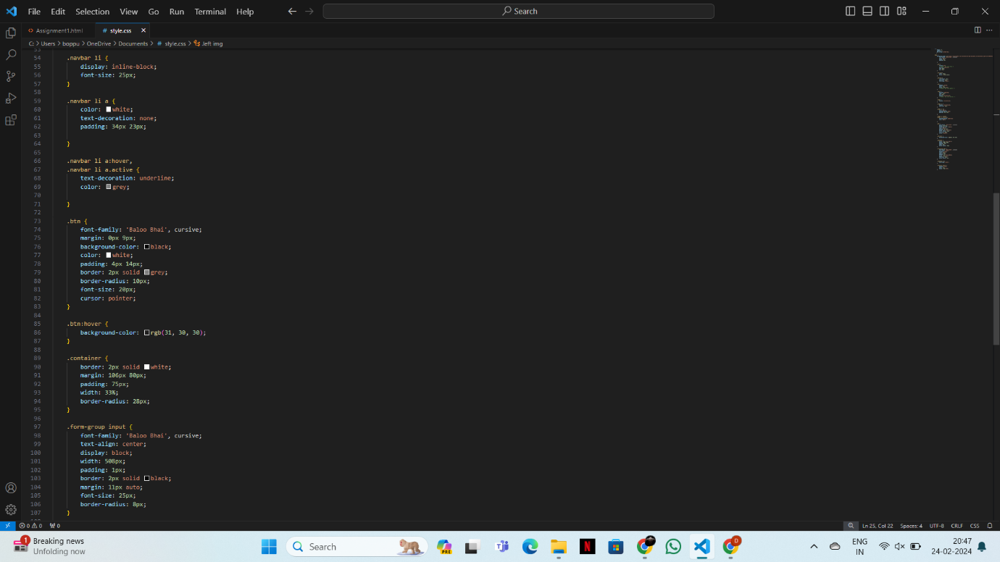 File Edit Selection View Go Run Terminal Help
Search
Assignment1.html
# style.css
C: > Users > boppu > OneDrive > Documents > # style.css > .left img
53
54 .navbar li {
55 display: inline-block;
56 font-size: 25px;
57 }
58
59 .navbar li a {
60 color: white;
61 text-decoration: none;
62 padding: 34px 23px;
63
64 }
65
66 .navbar li a:hover,
67 .navbar li a.active {
68 text-decoration: underline;
69 color: grey;
70
71 }
72
73 .btn {
74 font-family: 'Baloo Bhai', cursive;
75 margin: 0px 9px;
76 background-color: black;
77 color: white;
78 padding: 4px 14px;
79 border: 2px solid grey;
80 border-radius: 10px;
81 font-size: 20px;
82 cursor: pointer;
83 }
84
85 .btn:hover {
86 background-color: rgb(31, 30, 30);
87 }
88
89 .container {
90 border: 2px solid white;
91 margin: 106px 80px;
92 padding: 75px;
93 width: 33%;
94 border-radius: 28px;
95 }
96
97 .form-group input {
98 font-family: 'Baloo Bhai', cursive;
99 text-align: center;
100 display: block;
101 width: 508px;
102 padding: 1px;
103 border: 2px solid black;
104 margin: 11px auto;
105 font-size: 25px;
106 border-radius: 8px;
107 }
0 0 0
Ln 25, Col 22 Spaces: 4 UTF-8 CRLF CSS
1 Breaking news
Unfolding now
Search
PRE
N
D
ENG
IN
20:47
24-02-2024